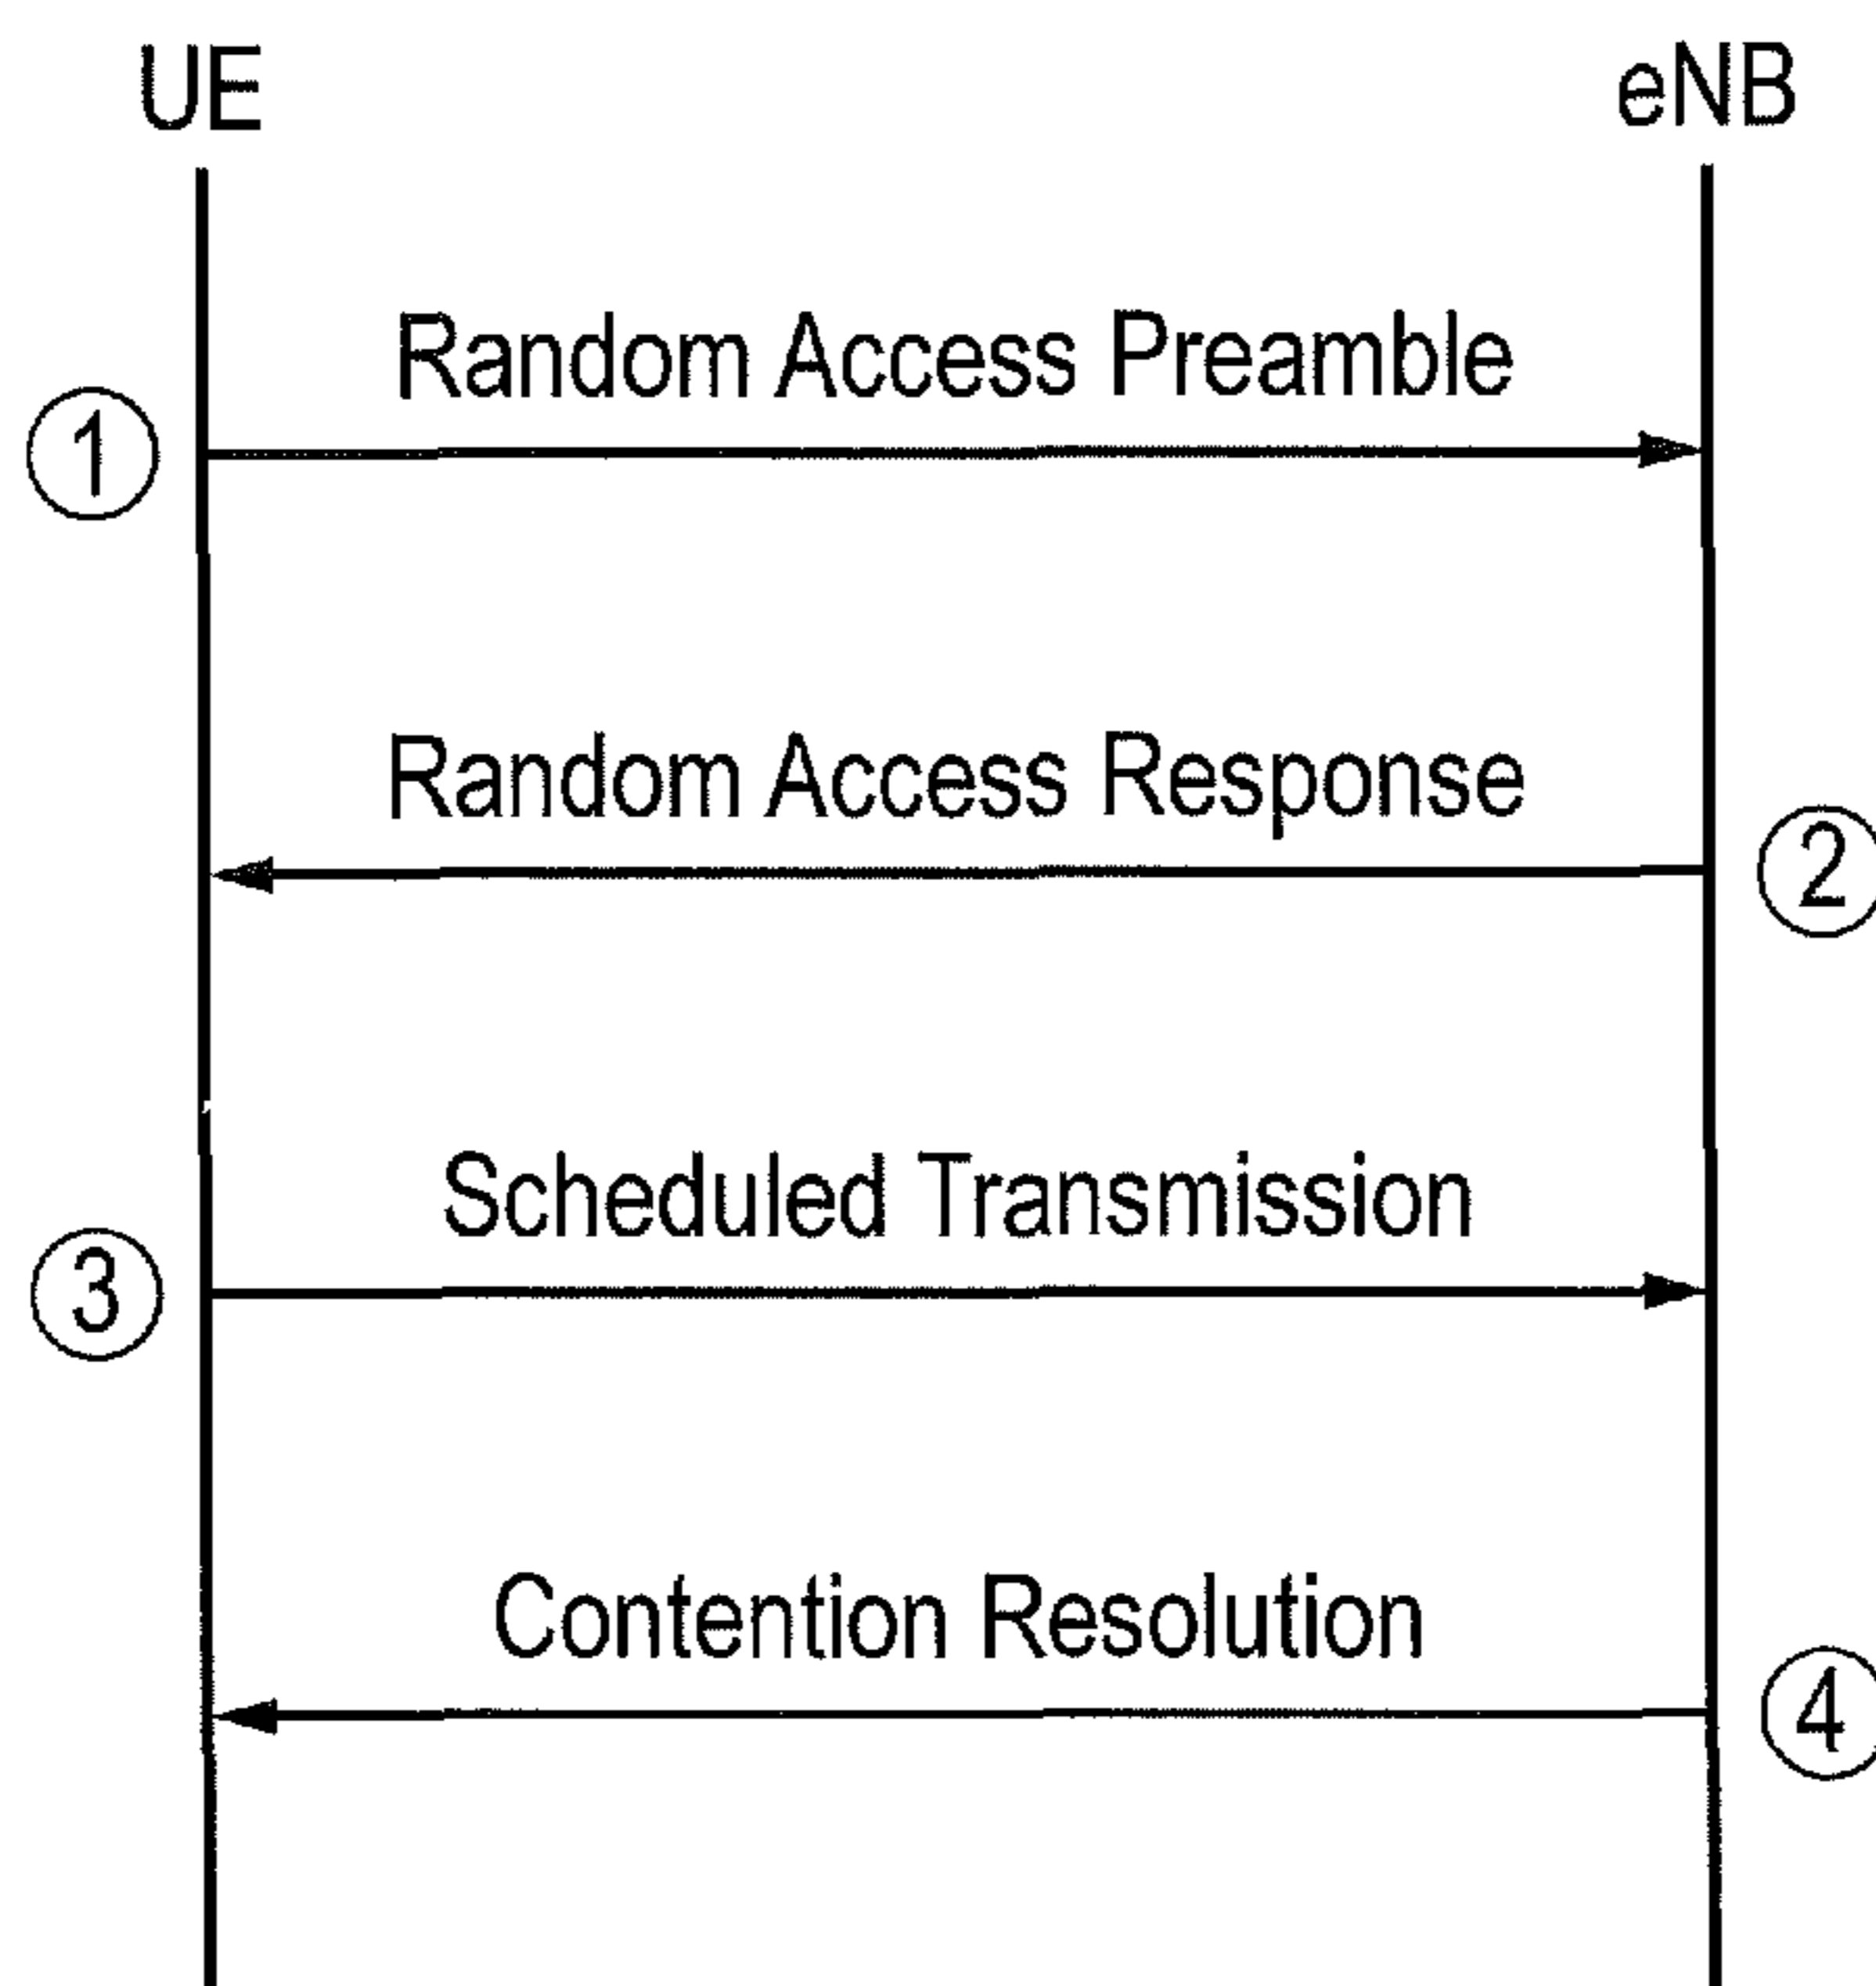 UE eNB
Random Access Preamble
1
Random Access Response
2
Scheduled Transmission
3
Contention Resolution
4